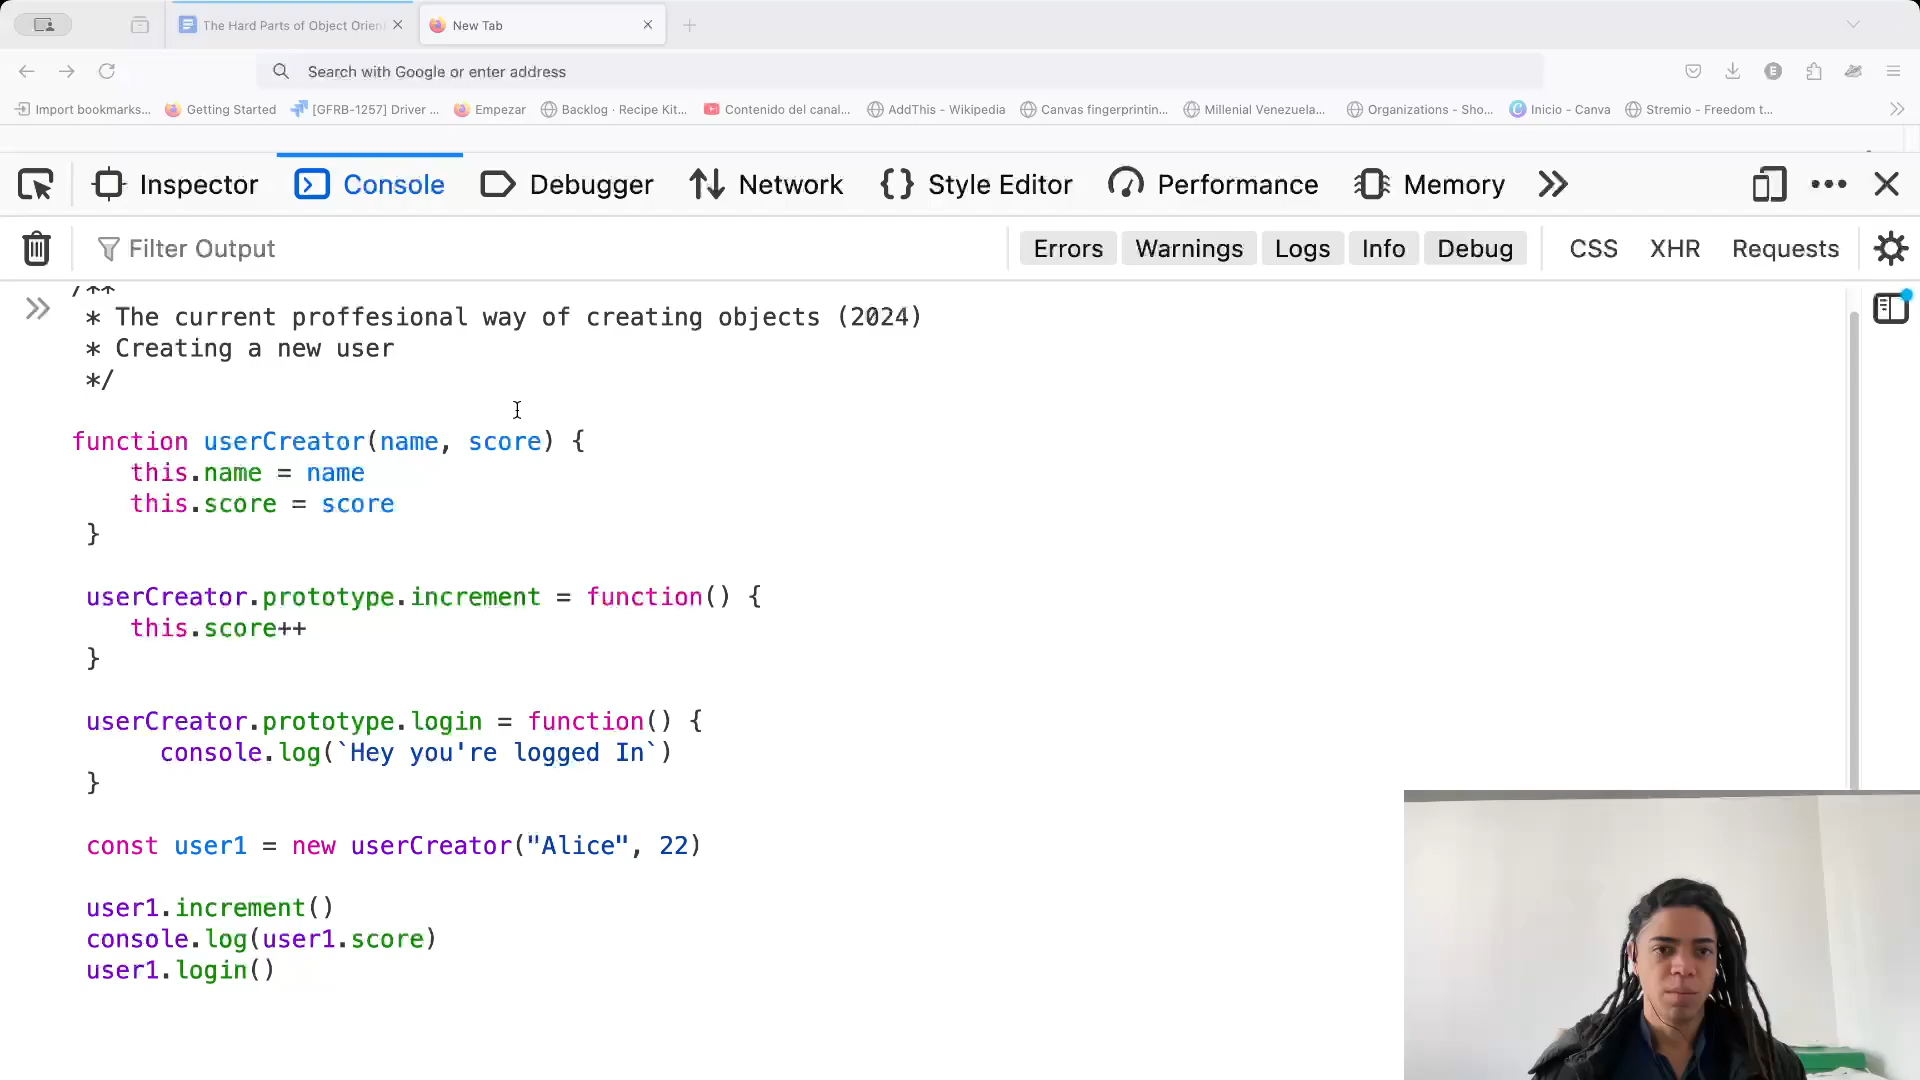 The Hard Parts of Object Orien
New Tab
Search with Google or enter address
E
Import bookmarks...
Getting Started
[GFRB-1257] Driver ...
Empezar
Backlog · Recipe Kit...
Contenido del canal...
AddThis - Wikipedia
Canvas fingerprintin...
Millenial Venezuela...
Organizations - Sho...
C
Inicio - Canva
Stremio - Freedom t...
Inspector
Console
Debugger
Network
Style Editor
Performance
Memory
Filter Output
Errors
Warnings
Logs
Info
Debug
CSS
XHR
Requests
/**
* The current proffesional way of creating objects (2024)
* Creating a new user
*/
function userCreator(name, score) {
this.name = name
this.score = score
}
userCreator.prototype.increment = function() {
this.score++
}
userCreator.prototype.login = function() {
console.log(`Hey you're logged In`)
}
const user1 = new userCreator("Alice", 22)
user1.increment()
console.log(user1.score)
user1.login()